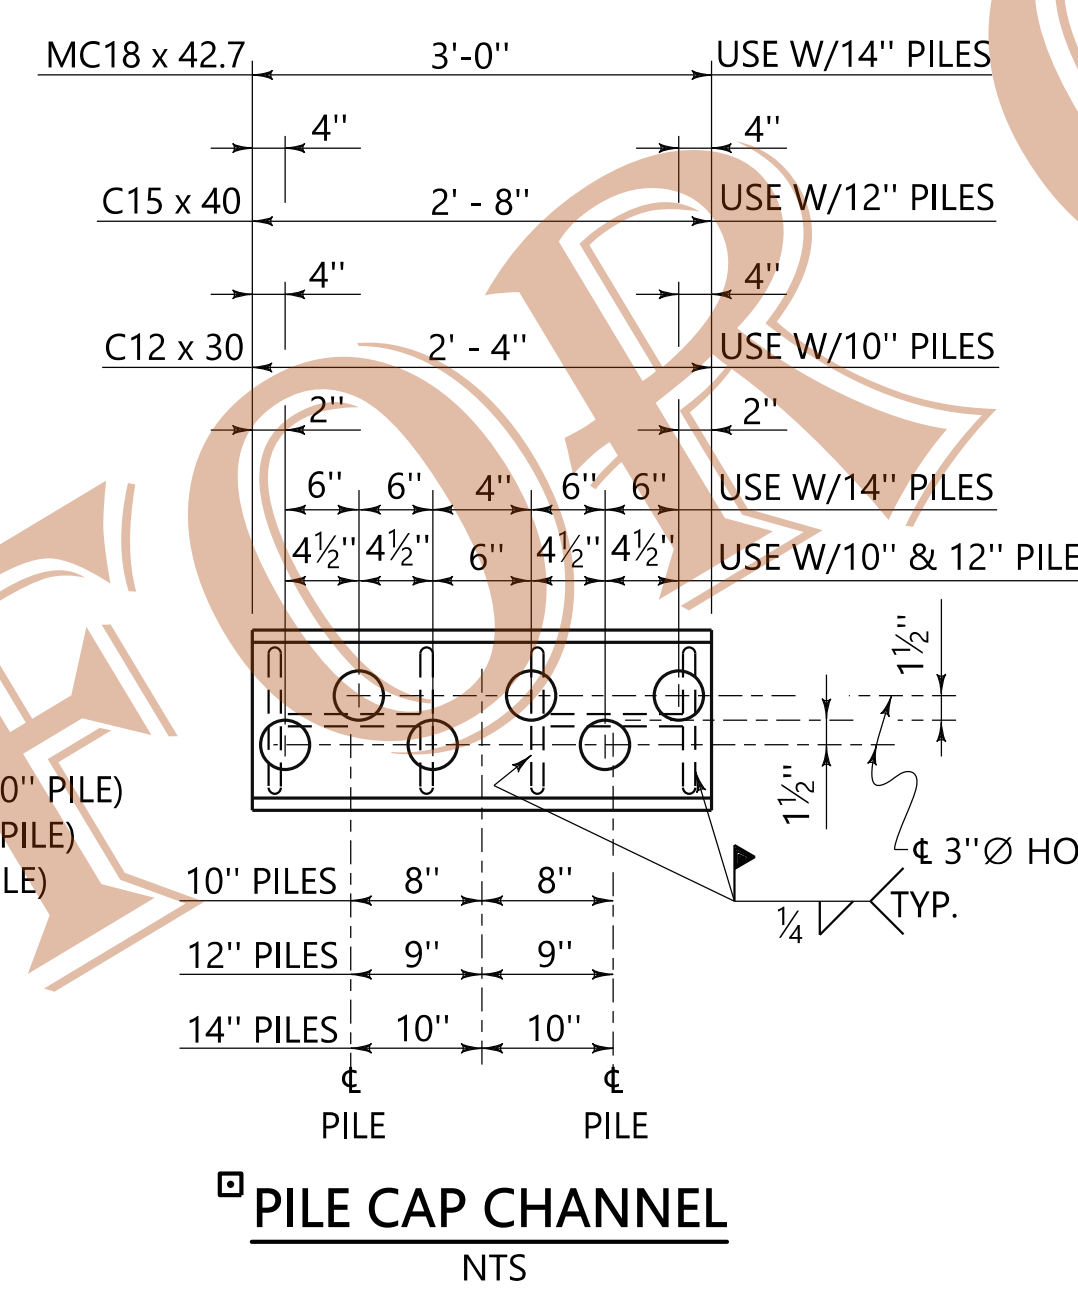 MC18 x 42.7 3'-0" USE W/14" PILES
4" 4"
C15 x 40 2' - 8" USE W/12" PILES
4" 4"
C12 x 30 2' - 4" USE W/10" PILES
2" 2"
6" 6" 4" 6" 6" USE W/14" PILES
4½" 4½" 6" 4½" 4½" USE W/10" & 12" PILE
1½"
1½"
0" PILE)
PILE)
LE)
℄ 3"Ø HO
¼ TYP.
10" PILES 8" 8"
12" PILES 9" 9"
14" PILES 10" 10"
℄ ℄
PILE PILE
PILE CAP CHANNEL
NTS
FOR